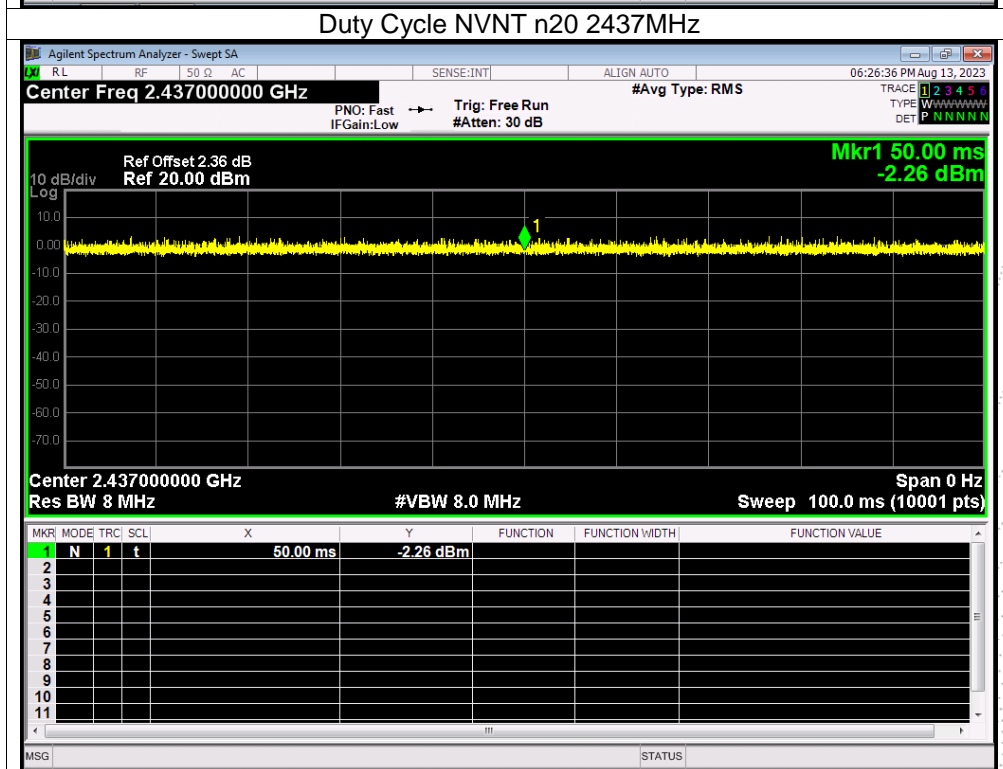 Duty Cycle NVNT n20 2437MHz
Agilent Spectrum Analyzer - Swept SA
LXI RL RF 50 Ω AC SENSE:INT ALIGN AUTO 06:26:36 PM Aug 13, 2023
Center Freq 2.437000000 GHz #Avg Type: RMS TRACE 1 2 3 4 5 6
PNO: Fast Trig: Free Run TYPE WWWWWW
IFGain:Low #Atten: 30 dB DET P N N N N N
Mkr1 50.00 ms
Ref Offset 2.36 dB
10 dB/div Ref 20.00 dBm -2.26 dBm
Log
10.0
1
0.00
-10.0
-20.0
-30.0
-40.0
-50.0
-60.0
-70.0
Center 2.437000000 GHz Span 0 Hz
Res BW 8 MHz #VBW 8.0 MHz Sweep 100.0 ms (10001 pts)
MKR MODE TRC SCL X Y FUNCTION FUNCTION WIDTH FUNCTION VALUE
1 N 1 t 50.00 ms -2.26 dBm
2
3
4
5
6
7
8
9
10
11
MSG STATUS